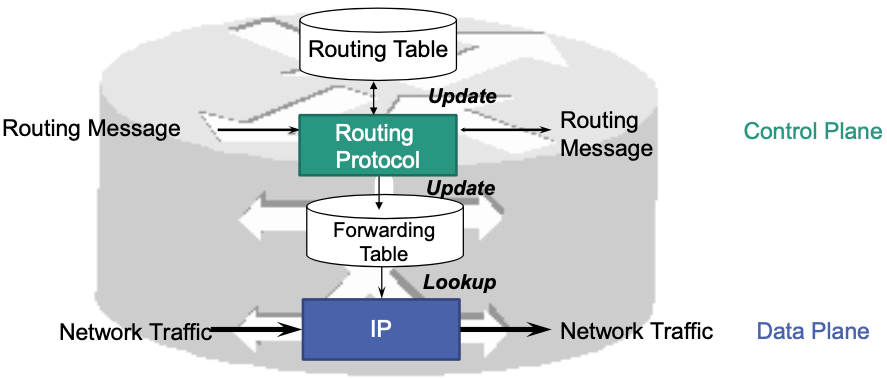 Routing Table
Update
Routing Message
Routing
Protocol
Routing
Message
Control Plane
Update
Forwarding
Table
Lookup
Network Traffic
IP
Network Traffic
Data Plane